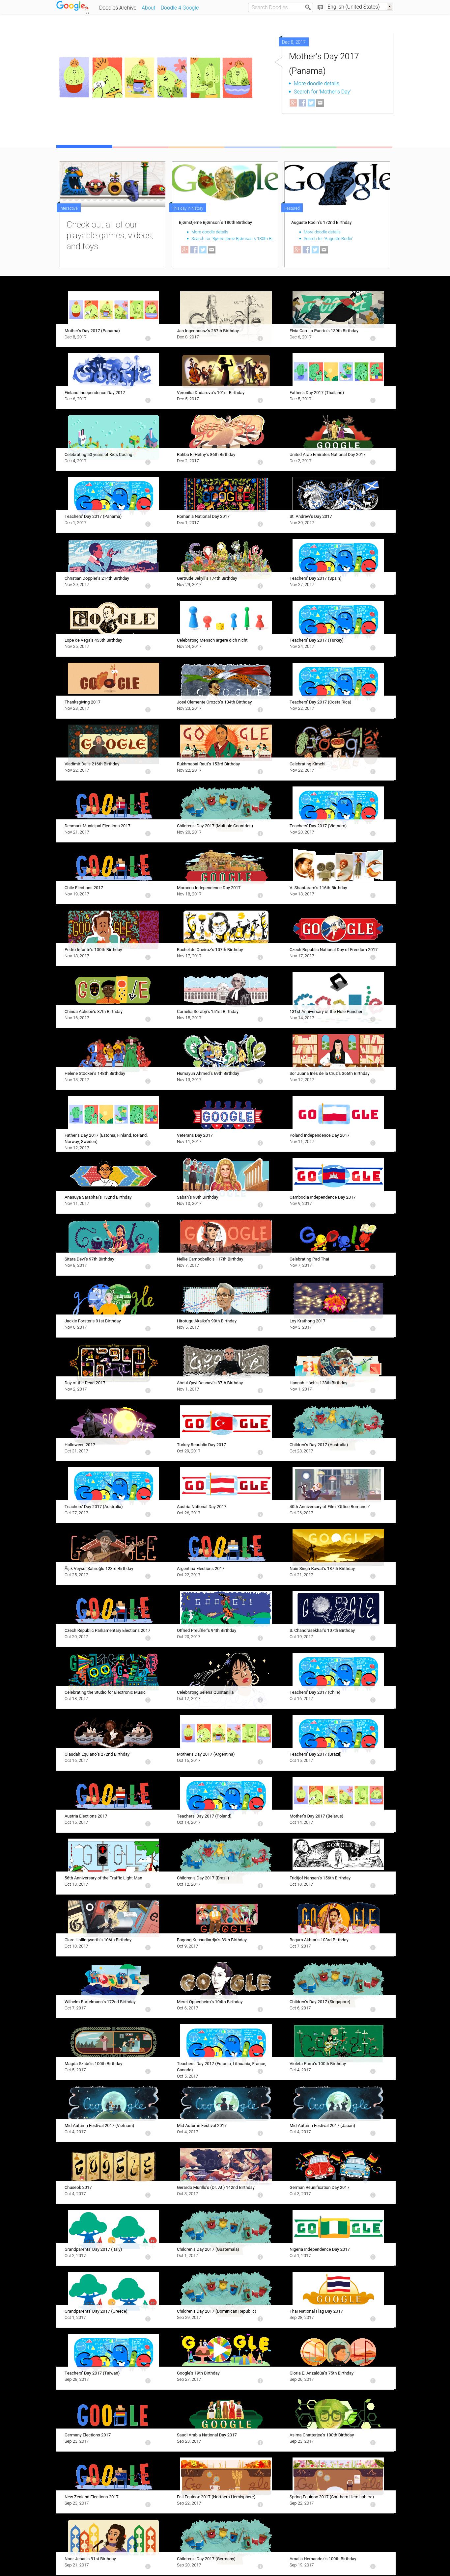 Google
Doodles Archive About Doodle 4 Google
Search Doodles
English (United States)
Dec 8, 2017
Mother's Day 2017
(Panama)
More doodle details
Search for 'Mother's Day'
Interactive
Check out all of our
playable games, videos,
and toys.
This day in history
Bjørnstjerne Bjørnson's 180th Birthday
More doodle details
Featured
Auguste Rodin's 172nd Birthday
More doodle details
Search for 'Auguste Rodin'
Mother's Day 2017 (Panama)
Dec 8, 2017
Jan Ingenhousz's 287th Birthday
Dec 8, 2017
Elvia Carrillo Puerto's 139th Birthday
Dec 6, 2017
Finland Independence Day 2017
Dec 6, 2017
Veronika Dudarova's 101st Birthday
Dec 5, 2017
Father's Day 2017 (Thailand)
Dec 5, 2017
Celebrating 50 years of Kids Coding
Dec 4, 2017
Ratiba El-Hefny's 86th Birthday
Dec 2, 2017
United Arab Emirates National Day 2017
Dec 2, 2017
Teachers' Day 2017 (Panama)
Dec 1, 2017
Romania National Day 2017
Dec 1, 2017
St. Andrew's Day 2017
Nov 30, 2017
Christian Doppler's 214th Birthday
Nov 29, 2017
Gertrude Jekyll's 174th Birthday
Nov 29, 2017
Teachers' Day 2017 (Spain)
Nov 27, 2017
Lope de Vega's 455th Birthday
Nov 25, 2017
Celebrating Mensch ärgere dich nicht
Nov 24, 2017
Teachers' Day 2017 (Turkey)
Nov 24, 2017
Thanksgiving 2017
Nov 23, 2017
José Clemente Orozco's 134th Birthday
Nov 23, 2017
Teachers' Day 2017 (Costa Rica)
Nov 22, 2017
Vladimir Dal's 216th Birthday
Nov 22, 2017
Rukhmabai Raut's 153rd Birthday
Nov 22, 2017
Celebrating Kimchi
Nov 22, 2017
Denmark Municipal Elections 2017
Nov 21, 2017
Children's Day 2017 (Multiple Countries)
Nov 20, 2017
Teachers' Day 2017 (Vietnam)
Nov 20, 2017
Chile Elections 2017
Nov 19, 2017
Morocco Independence Day 2017
Nov 18, 2017
V. Shantaram's 116th Birthday
Nov 18, 2017
Pedro Infante's 100th Birthday
Nov 18, 2017
Rachel de Queiroz's 107th Birthday
Nov 17, 2017
Czech Republic National Day of Freedom 2017
Nov 17, 2017
Chinua Achebe's 87th Birthday
Nov 16, 2017
Cornelia Sorabji's 151st Birthday
Nov 15, 2017
131st Anniversary of the Hole Puncher
Nov 14, 2017
Helene Stöcker's 148th Birthday
Nov 13, 2017
Humayun Ahmed's 69th Birthday
Nov 13, 2017
Sor Juana Inés de la Cruz's 366th Birthday
Nov 12, 2017
Father's Day 2017 (Estonia, Finland, Iceland,
Norway, Sweden)
Nov 12, 2017
Veterans Day 2017
Nov 11, 2017
Poland Independence Day 2017
Nov 11, 2017
Anasuya Sarabhai's 132nd Birthday
Nov 11, 2017
Sabah's 90th Birthday
Nov 10, 2017
Cambodia Independence Day 2017
Nov 9, 2017
Sitara Devi's 97th Birthday
Nov 8, 2017
Nellie Campobello's 117th Birthday
Nov 7, 2017
Celebrating Pad Thai
Nov 7, 2017
Jackie Forster's 91st Birthday
Nov 6, 2017
Hirotugu Akaike's 90th Birthday
Nov 5, 2017
Loy Krathong 2017
Nov 3, 2017
Day of the Dead 2017
Nov 2, 2017
Abdul Qavi Desnavi's 87th Birthday
Nov 1, 2017
Hannah Höch's 128th Birthday
Nov 1, 2017
Halloween 2017
Oct 31, 2017
Turkey Republic Day 2017
Oct 29, 2017
Children's Day 2017 (Australia)
Oct 28, 2017
Teachers' Day 2017 (Australia)
Oct 27, 2017
Austria National Day 2017
Oct 26, 2017
40th Anniversary of Film "Office Romance"
Oct 26, 2017
Âşık Veysel Şatıroğlu 123rd Birthday
Oct 25, 2017
Argentina Elections 2017
Oct 22, 2017
Nain Singh Rawat's 187th Birthday
Oct 21, 2017
Czech Republic Parliamentary Elections 2017
Oct 20, 2017
Otfried Preußler's 94th Birthday
Oct 20, 2017
S. Chandrasekhar's 107th Birthday
Oct 19, 2017
Celebrating the Studio for Electronic Music
Oct 18, 2017
Celebrating Selena Quintanilla
Oct 17, 2017
Teachers' Day 2017 (Chile)
Oct 16, 2017
Olaudah Equiano's 272nd Birthday
Oct 16, 2017
Mother's Day 2017 (Argentina)
Oct 15, 2017
Teachers' Day 2017 (Brazil)
Oct 15, 2017
Austria Elections 2017
Oct 15, 2017
Teachers' Day 2017 (Poland)
Oct 14, 2017
Mother's Day 2017 (Belarus)
Oct 14, 2017
56th Anniversary of the Traffic Light Man
Oct 13, 2017
Children's Day 2017 (Brazil)
Oct 12, 2017
Fridtjof Nansen's 156th Birthday
Oct 10, 2017
Clare Hollingworth's 106th Birthday
Oct 10, 2017
Bagong Kussudiardja's 89th Birthday
Oct 9, 2017
Begum Akhtar's 103rd Birthday
Oct 7, 2017
Wilhelm Bartelmann's 172nd Birthday
Oct 7, 2017
Meret Oppenheim's 104th Birthday
Oct 6, 2017
Children's Day 2017 (Singapore)
Oct 6, 2017
Magda Szabó's 100th Birthday
Oct 5, 2017
Teachers' Day 2017 (Estonia, Lithuania, France,
Canada)
Oct 5, 2017
Violeta Parra's 100th Birthday
Oct 4, 2017
Mid-Autumn Festival 2017 (Vietnam)
Oct 4, 2017
Mid-Autumn Festival 2017
Oct 4, 2017
Mid-Autumn Festival 2017 (Japan)
Oct 4, 2017
Chuseok 2017
Oct 4, 2017
Gerardo Murillo's (Dr. Atl) 142nd Birthday
Oct 3, 2017
German Reunification Day 2017
Oct 3, 2017
Grandparents' Day 2017 (Italy)
Oct 2, 2017
Children's Day 2017 (Guatemala)
Oct 1, 2017
Nigeria Independence Day 2017
Oct 1, 2017
Grandparents' Day 2017 (Greece)
Oct 1, 2017
Children's Day 2017 (Dominican Republic)
Sep 29, 2017
Thai National Flag Day 2017
Sep 28, 2017
Teachers' Day 2017 (Taiwan)
Sep 28, 2017
Google's 19th Birthday
Sep 27, 2017
Gloria E. Anzaldúa's 75th Birthday
Sep 26, 2017
Germany Elections 2017
Sep 23, 2017
Saudi Arabia National Day 2017
Sep 23, 2017
Asima Chatterjee's 100th Birthday
Sep 23, 2017
New Zealand Elections 2017
Sep 23, 2017
Fall Equinox 2017 (Northern Hemisphere)
Sep 22, 2017
Spring Equinox 2017 (Southern Hemisphere)
Sep 22, 2017
Noor Jehan's 91st Birthday
Sep 21, 2017
Children's Day 2017 (Germany)
Sep 20, 2017
Amalia Hernández's 100th Birthday
Sep 19, 2017